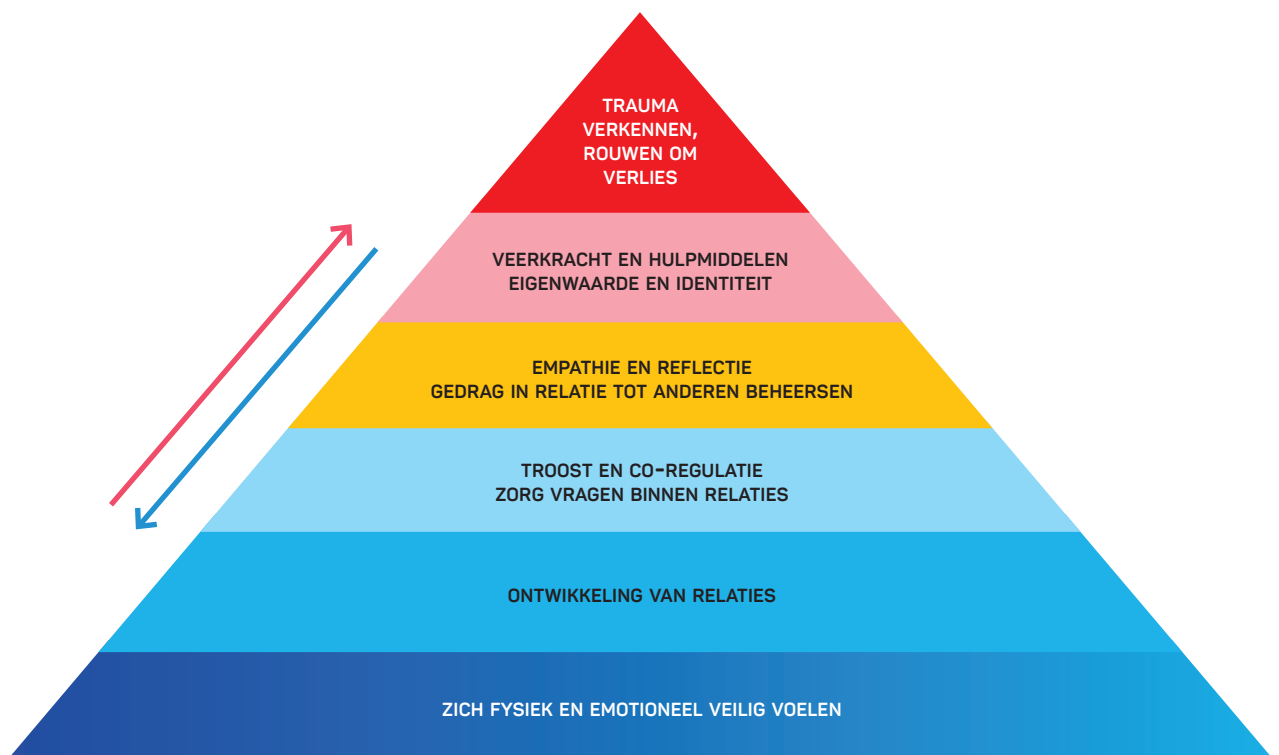 TRAUMA
VERKENNEN,
ROUWEN OM
VERLIES
VEERKRACHT EN HULPMIDDELEN
EIGENWAARDE EN IDENTITEIT
EMPATHIE EN REFLECTIE
GEDRAG IN RELATIE TOT ANDEREN BEHEERSEN
TROOST EN CO-REGULATIE
ZORG VRAGEN BINNEN RELATIES
ONTWIKKELING VAN RELATIES
ZICH FYSIEK EN EMOTIONEEL VEILIG VOELEN